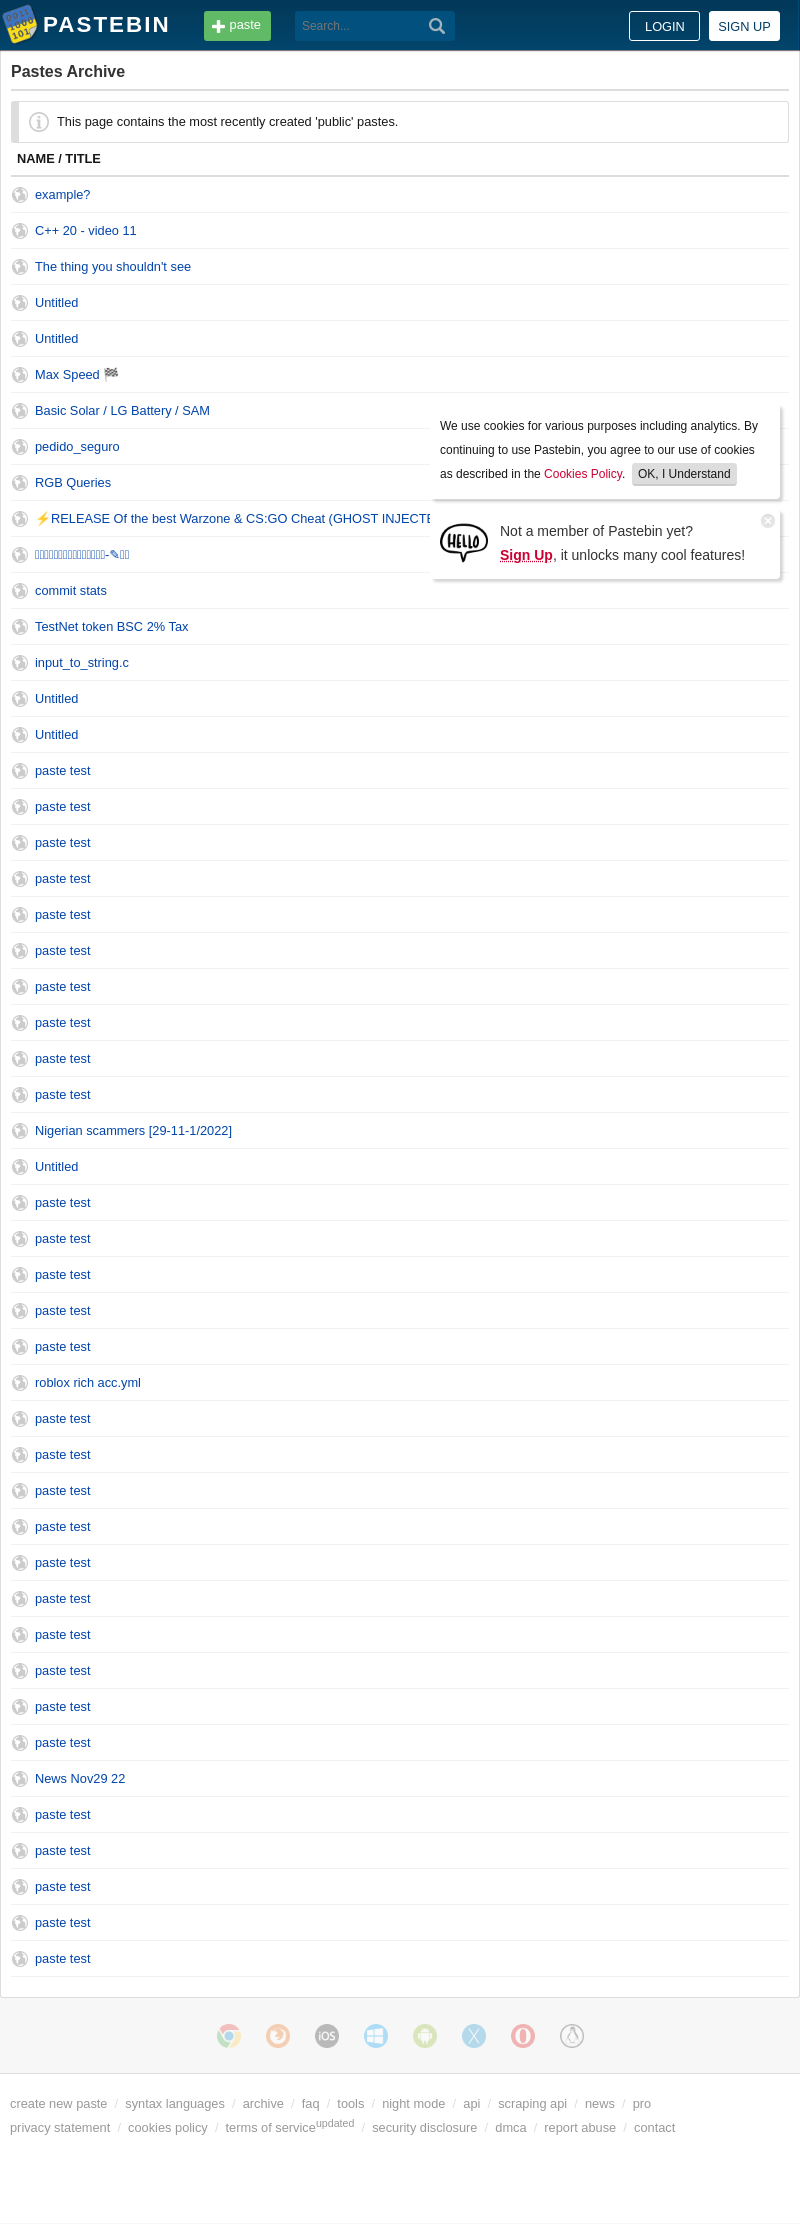 PASTEBIN
paste
Search...
LOGIN
SIGN UP
Pastes Archive
This page contains the most recently created 'public' pastes.
NAME / TITLE
example?
C++ 20 - video 11
The thing you shouldn't see
Untitled
Untitled
Max Speed 🏁
Basic Solar / LG Battery / SAM
pedido_seguro
RGB Queries
⚡RELEASE Of the best Warzone & CS:GO Cheat (GHOST INJECTE
-✎
commit stats
TestNet token BSC 2% Tax
input_to_string.c
Untitled
Untitled
paste test
paste test
paste test
paste test
paste test
paste test
paste test
paste test
paste test
paste test
Nigerian scammers [29-11-1/2022]
Untitled
paste test
paste test
paste test
paste test
paste test
roblox rich acc.yml
paste test
paste test
paste test
paste test
paste test
paste test
paste test
paste test
paste test
paste test
News Nov29 22
paste test
paste test
paste test
paste test
paste test
We use cookies for various purposes including analytics. By
continuing to use Pastebin, you agree to our use of cookies
as described in the Cookies Policy. OK, I Understand
HELLO
Not a member of Pastebin yet?
Sign Up, it unlocks many cool features!
iOS
create new paste / syntax languages / archive / faq / tools / night mode / api / scraping api / news / pro
privacy statement / cookies policy / terms of serviceupdated / security disclosure / dmca / report abuse / contact